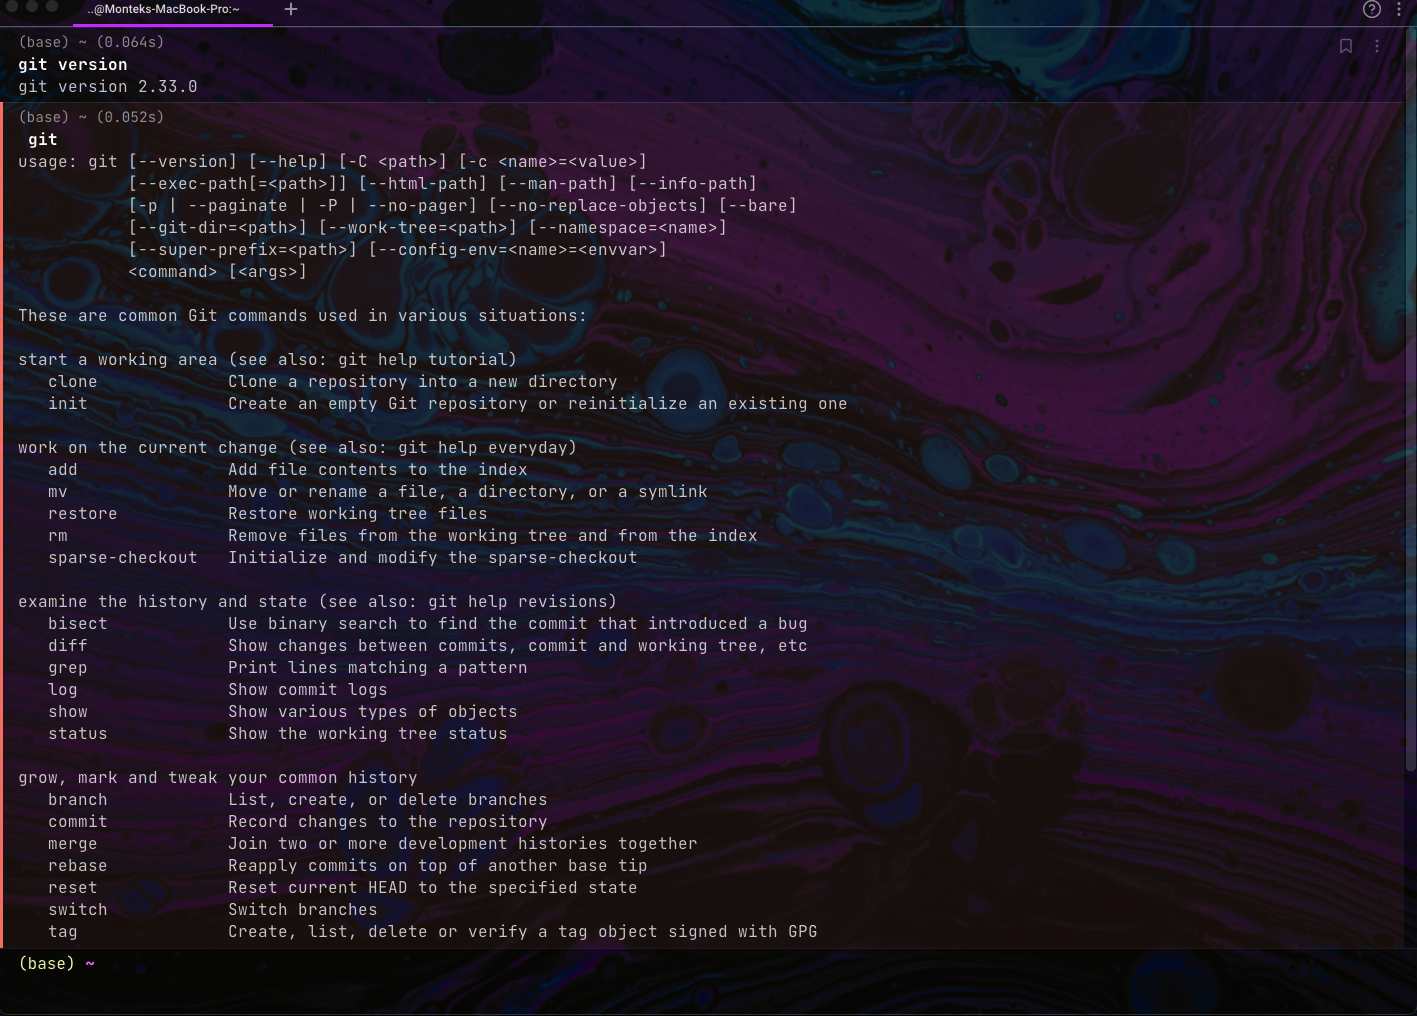 ..@Monteks-MacBook-Pro:~ +
(base) ~ (0.064s)
git version
git version 2.33.0
(base) ~ (0.052s)
git
usage: git [--version] [--help] [-C <path>] [-c <name>=<value>]
           [--exec-path[=<path>]] [--html-path] [--man-path] [--info-path]
           [-p | --paginate | -P | --no-pager] [--no-replace-objects] [--bare]
           [--git-dir=<path>] [--work-tree=<path>] [--namespace=<name>]
           [--super-prefix=<path>] [--config-env=<name>=<envvar>]
           <command> [<args>]

These are common Git commands used in various situations:

start a working area (see also: git help tutorial)
   clone             Clone a repository into a new directory
   init              Create an empty Git repository or reinitialize an existing one

work on the current change (see also: git help everyday)
   add               Add file contents to the index
   mv                Move or rename a file, a directory, or a symlink
   restore           Restore working tree files
   rm                Remove files from the working tree and from the index
   sparse-checkout   Initialize and modify the sparse-checkout

examine the history and state (see also: git help revisions)
   bisect            Use binary search to find the commit that introduced a bug
   diff              Show changes between commits, commit and working tree, etc
   grep              Print lines matching a pattern
   log               Show commit logs
   show              Show various types of objects
   status            Show the working tree status

grow, mark and tweak your common history
   branch            List, create, or delete branches
   commit            Record changes to the repository
   merge             Join two or more development histories together
   rebase            Reapply commits on top of another base tip
   reset             Reset current HEAD to the specified state
   switch            Switch branches
   tag               Create, list, delete or verify a tag object signed with GPG
(base) ~